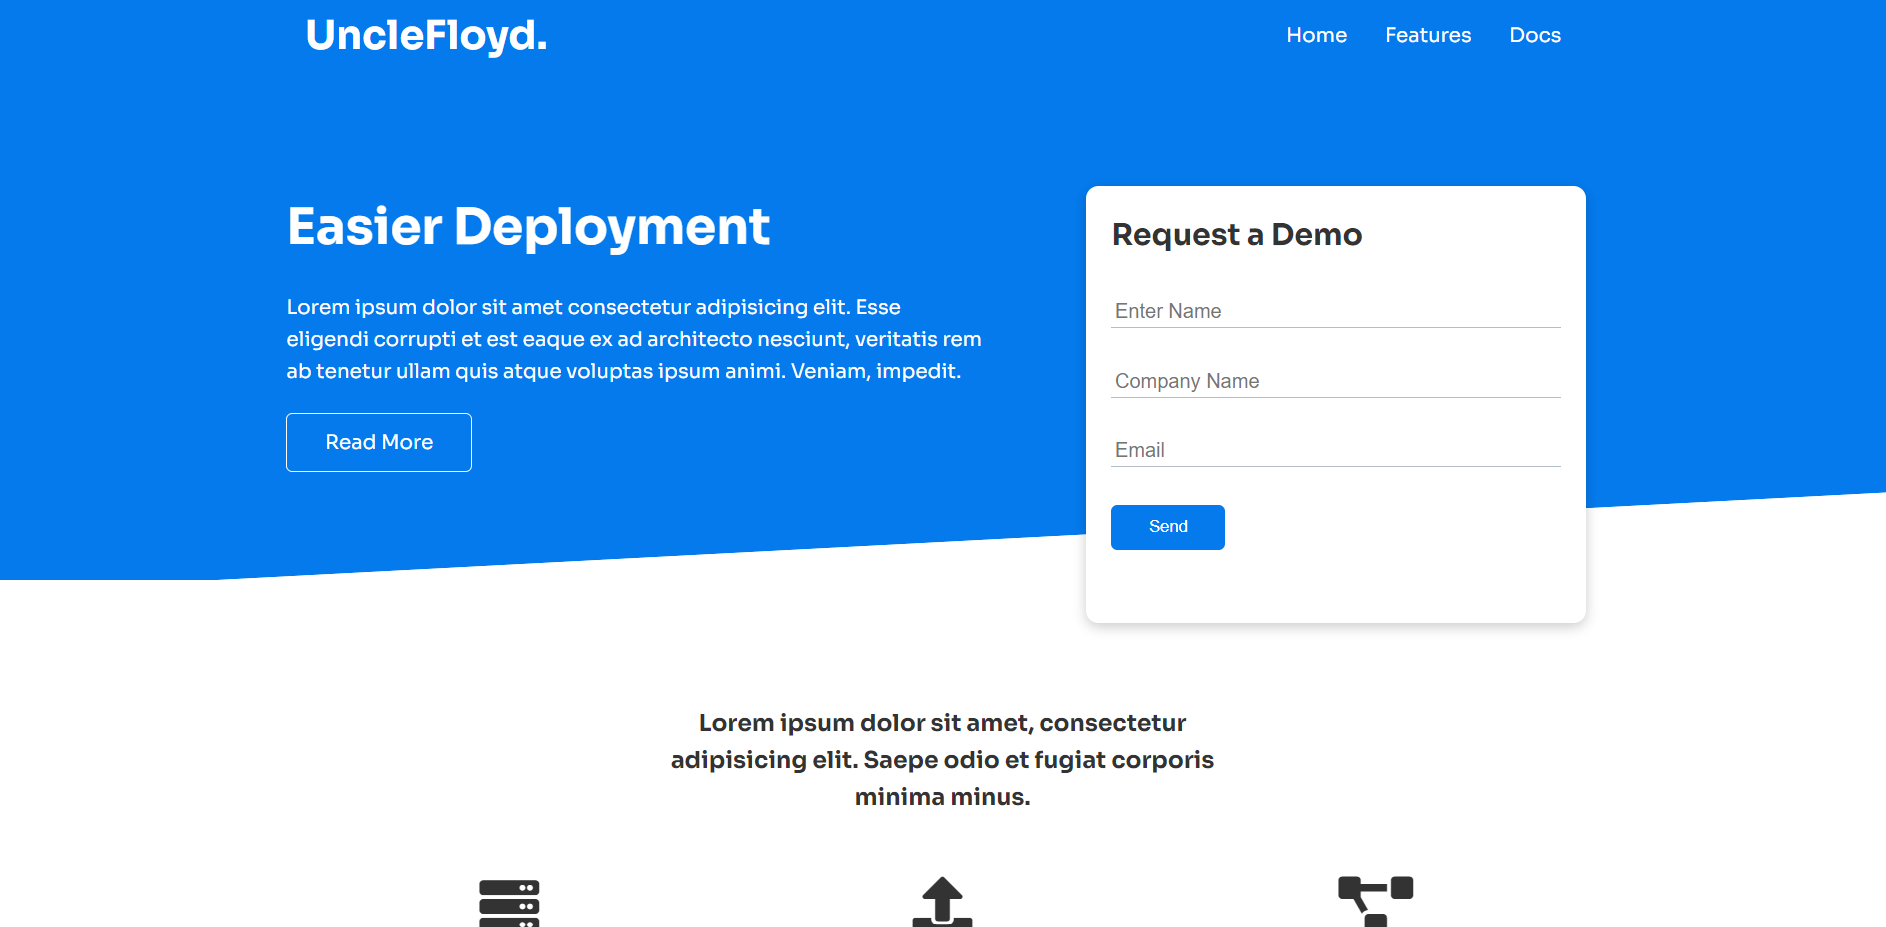 UncleFloyd.
Home Features Docs
Easier Deployment
Lorem ipsum dolor sit amet consectetur adipisicing elit. Esse
eligendi corrupti et est eaque ex ad architecto nesciunt, veritatis rem
ab tenetur ullam quis atque voluptas ipsum animi. Veniam, impedit.
Read More
Request a Demo
Enter Name
Company Name
Email
Send
Lorem ipsum dolor sit amet, consectetur
adipisicing elit. Saepe odio et fugiat corporis
minima minus.